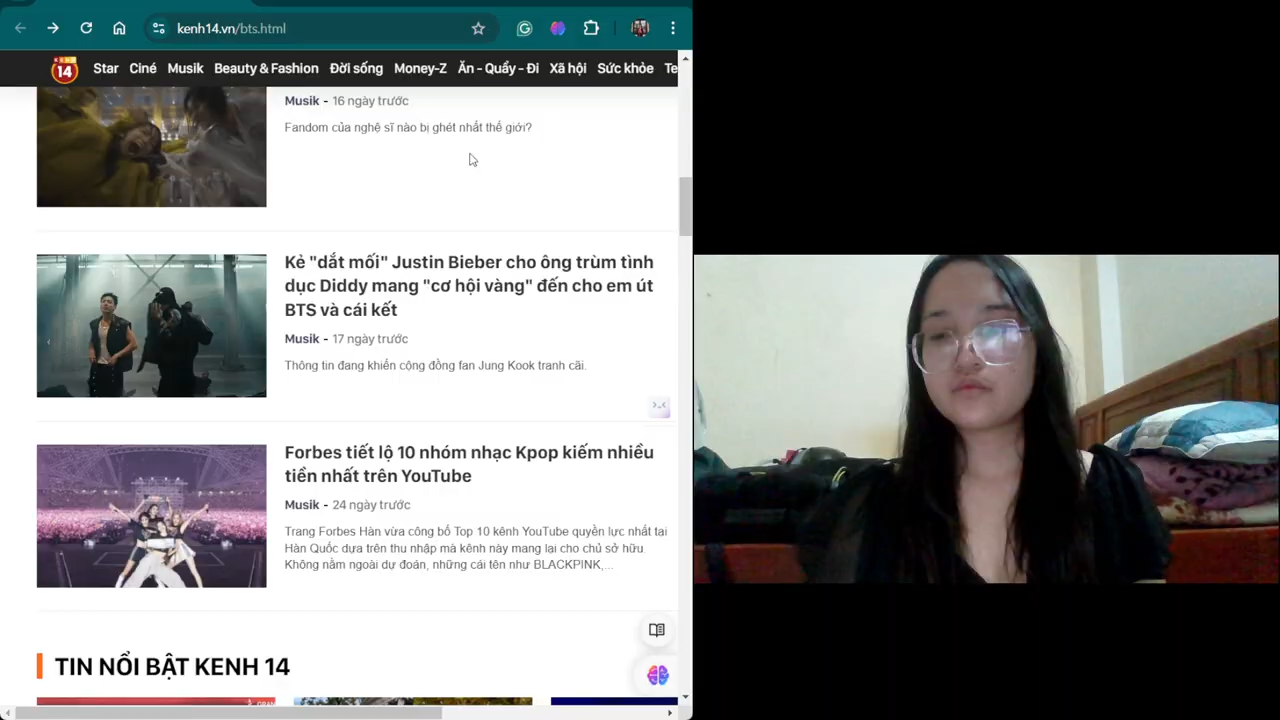 kenh14.vn/bts.html
KENH
14
Star
Ciné
Musik
Beauty & Fashion
Đời sống
Money-Z
Ăn - Quẩy - Đi
Xã hội
Sức khỏe
Te
Musik - 16 ngày trước
Fandom của nghệ sĩ nào bị ghét nhất thế giới?
Kẻ "dắt mối" Justin Bieber cho ông trùm tình
dục Diddy mang "cơ hội vàng" đến cho em út
BTS và cái kết
Musik - 17 ngày trước
Thông tin đang khiến cộng đồng fan Jung Kook tranh cãi.
Forbes tiết lộ 10 nhóm nhạc Kpop kiếm nhiều
tiền nhất trên YouTube
Musik - 24 ngày trước
Trang Forbes Hàn vừa công bố Top 10 kênh YouTube quyền lực nhất tại
Hàn Quốc dựa trên thu nhập mà kênh này mang lại cho chủ sở hữu
Không nằm ngoài dự đoán, những cái tên như BLACKPINK,...
TIN NỔI BẬT KENH 14